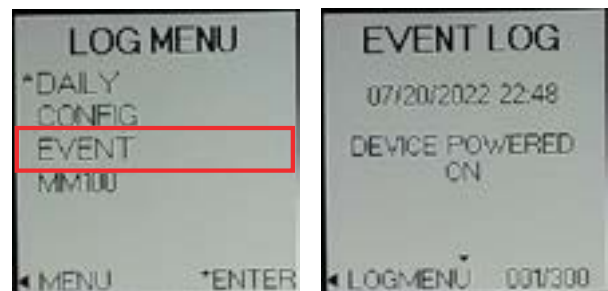 LOG MENU
*DAILY
CONFIG
EVENT
MM100
◄ MENU *ENTER
EVENT LOG
07/20/2022 22:48
DEVICE POWERED
ON
◄ LOGMENU 001/300